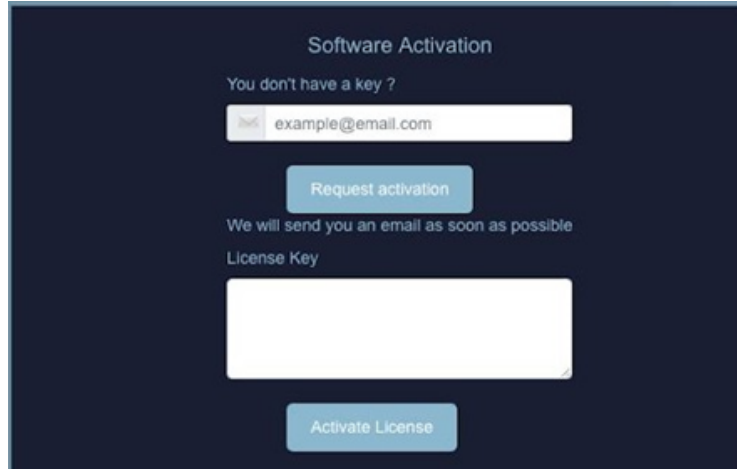 Software Activation
You don't have a key ?
example@email.com
Request activation
We will send you an email as soon as possible
License Key
Activate License